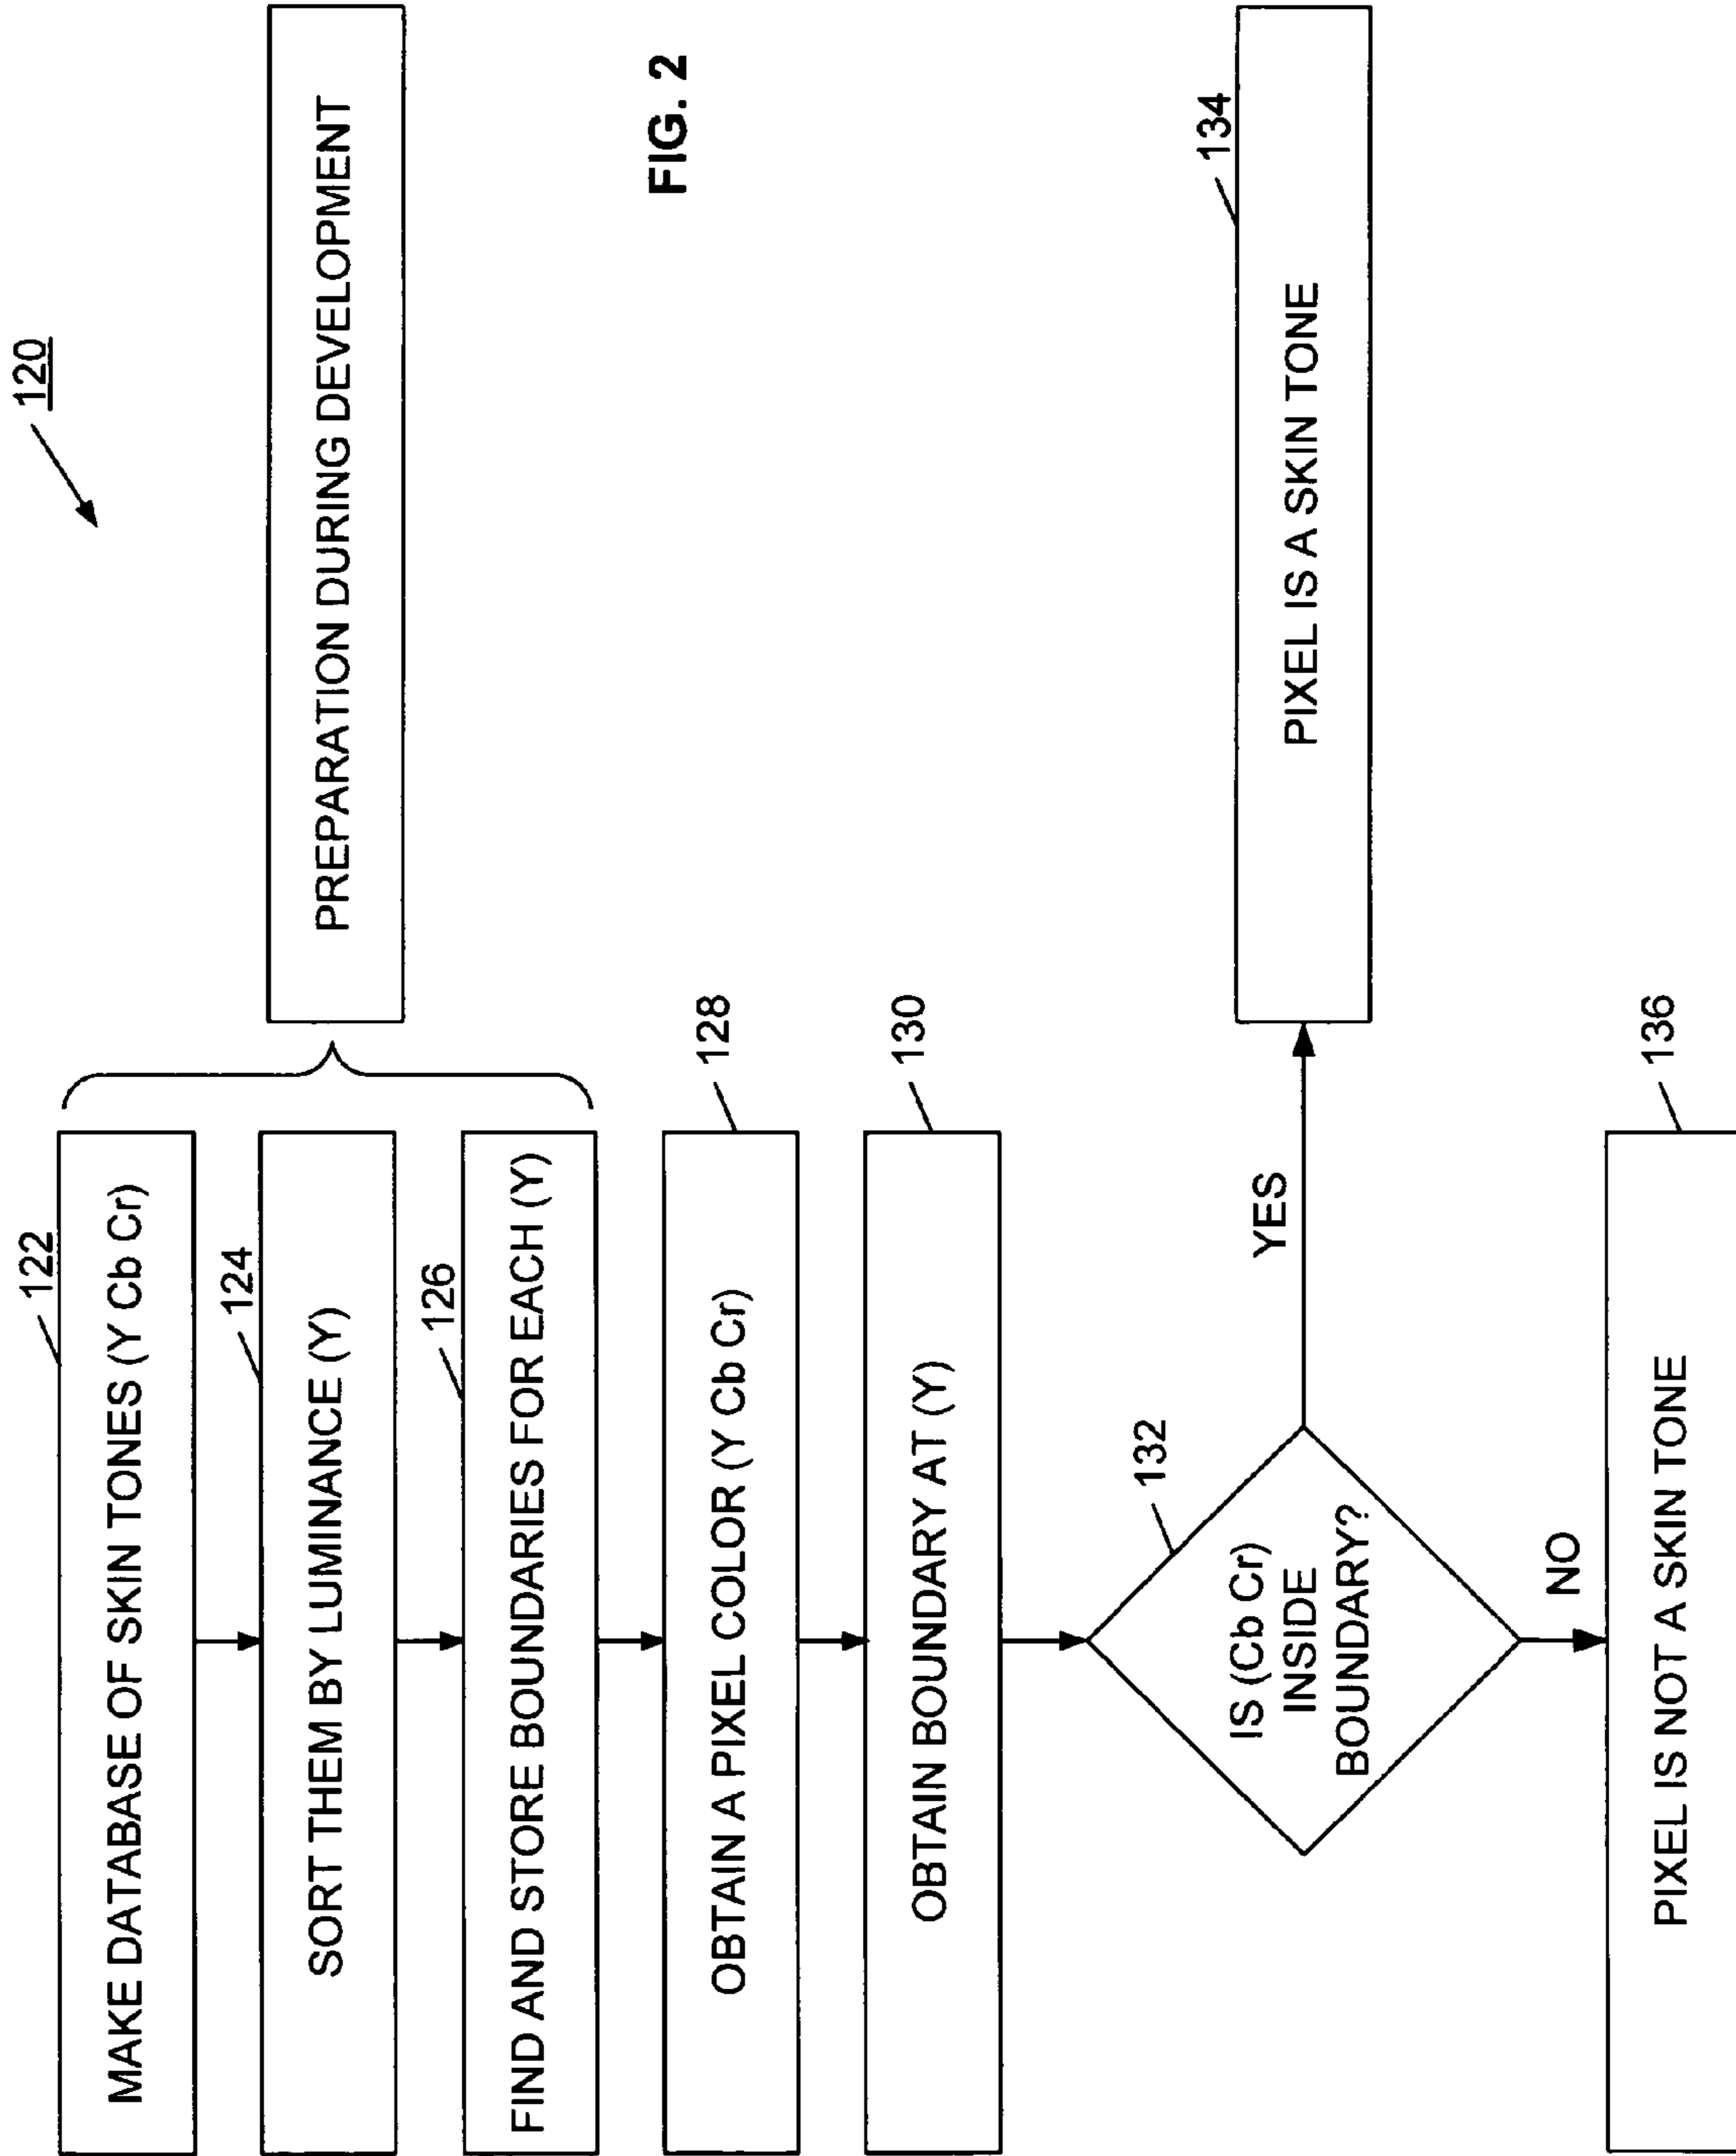 120
122
MAKE DATABASE OF SKIN TONES (Y Cb Cr)
124
SORT THEM BY LUMINANCE (Y)
126
FIND AND STORE BOUNDARIES FOR EACH (Y)
PREPARATION DURING DEVELOPMENT
128
OBTAIN A PIXEL COLOR (Y Cb Cr)
130
OBTAIN BOUNDARY AT (Y)
132
IS (Cb Cr)
INSIDE
BOUNDARY?
YES
134
PIXEL IS A SKIN TONE
NO
136
PIXEL IS NOT A SKIN TONE
FIG. 2